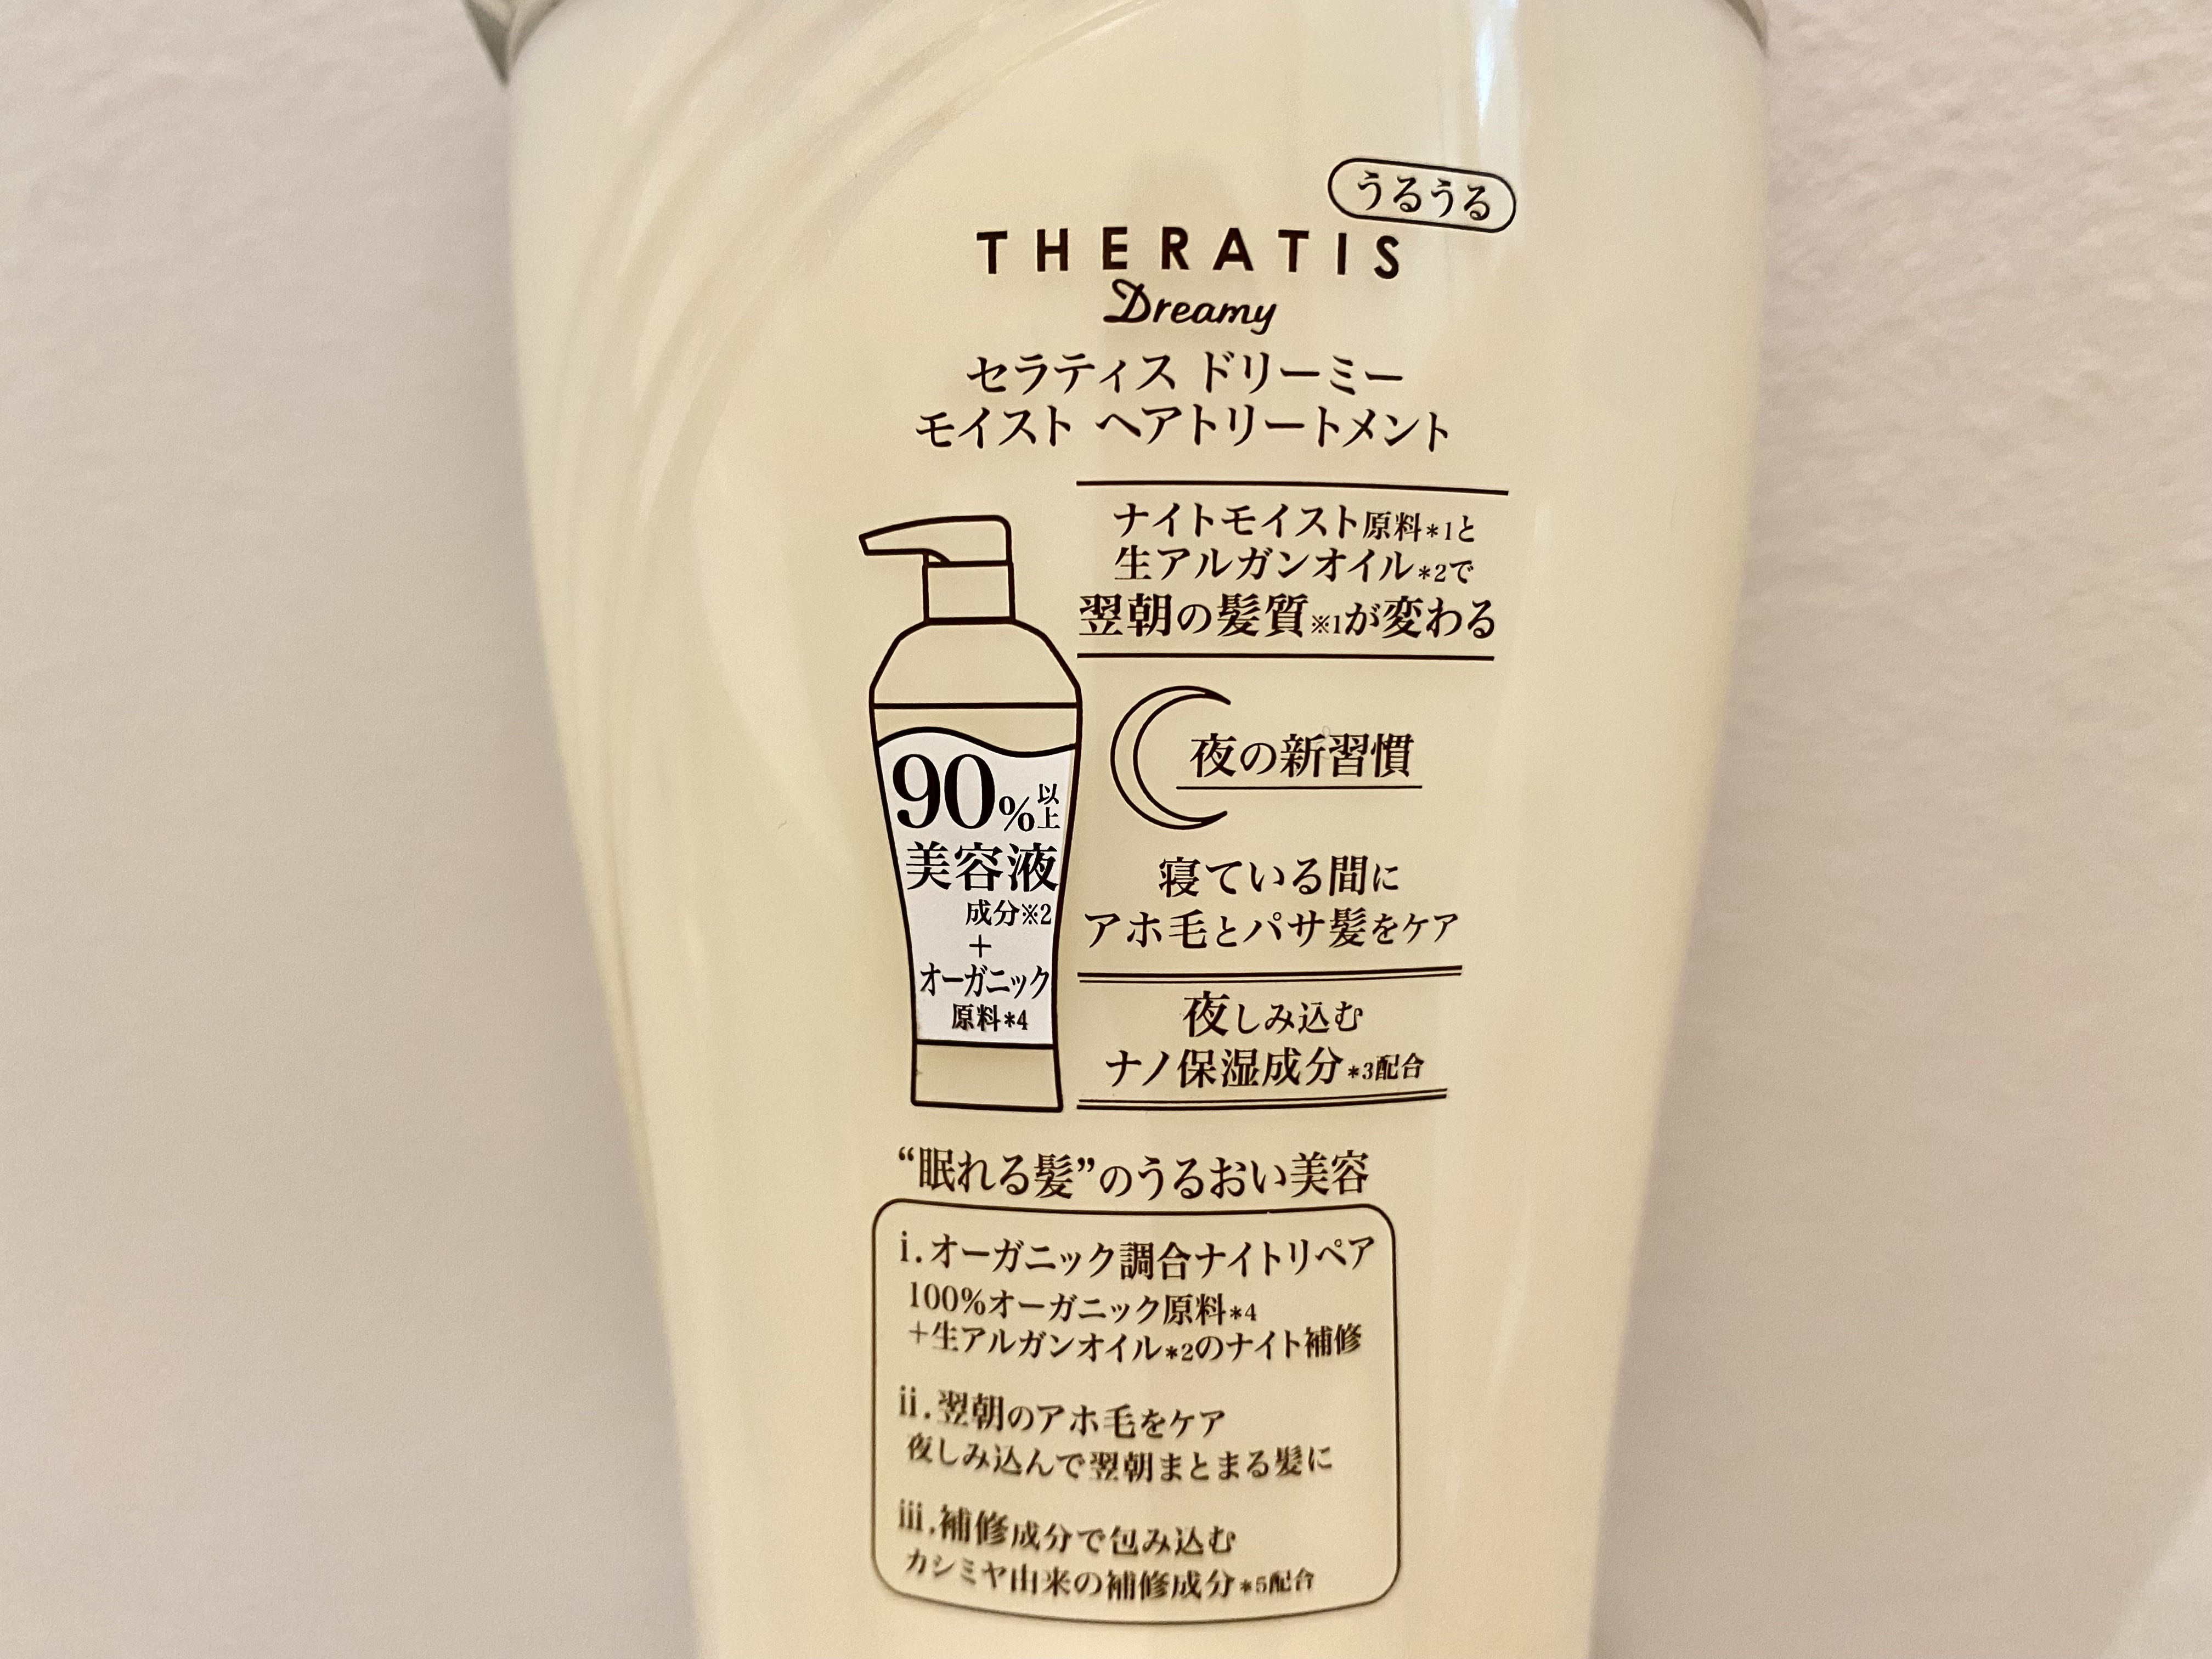 うるうる
THERATIS
Dreamy
セラティス ドリーミー
モイスト ヘアトリートメント
ナイトモイスト原料*1と
生アルガンオイル*2で
翌朝の髪質※1が変わる
90%以上
美容液
成分※2
+
オーガニック
原料*4
夜の新習慣
寝ている間に
アホ毛とパサ髪をケア
夜しみ込む
ナノ保湿成分*3配合
“眠れる髪”のうるおい美容
i.オーガニック調合ナイトリペア
100%オーガニック原料*4
+生アルガンオイル*2のナイト補修
ii.翌朝のアホ毛をケア
夜しみ込んで翌朝まとまる髪に
iii.補修成分で包み込む
カシミヤ由来の補修成分*5配合